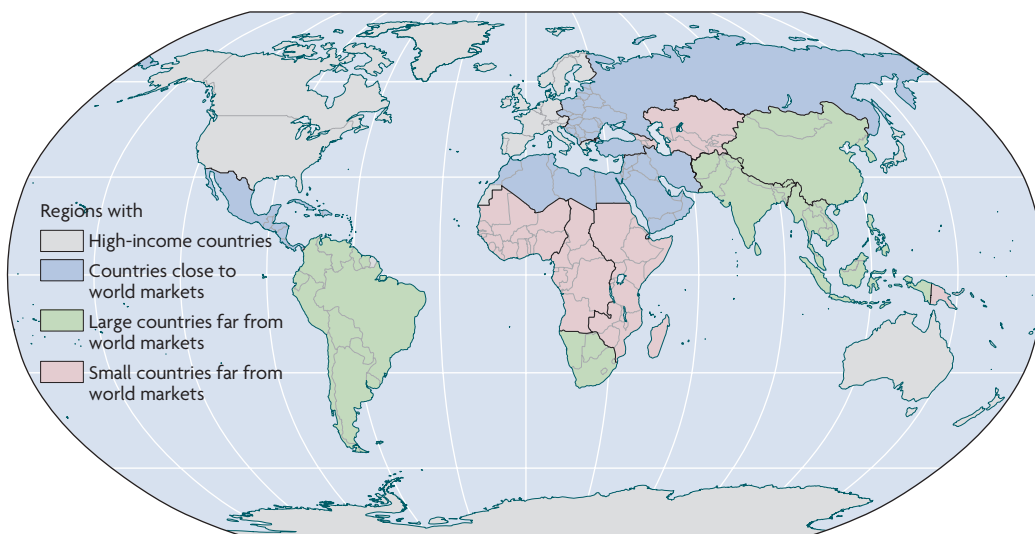 Regions with
High-income countries
Countries close to
world markets
Large countries far from
world markets
Small countries far from
world markets